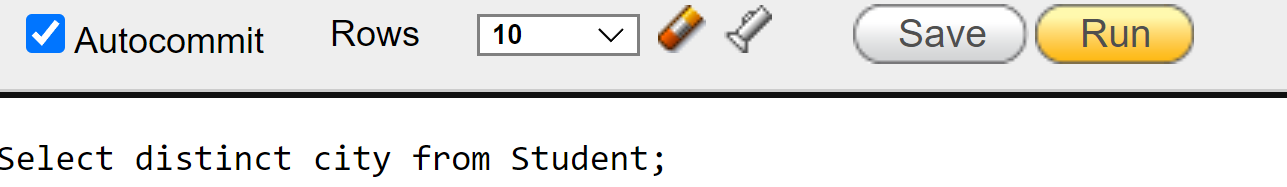 Autocommit Rows 10 Save Run
Select distinct city from Student;